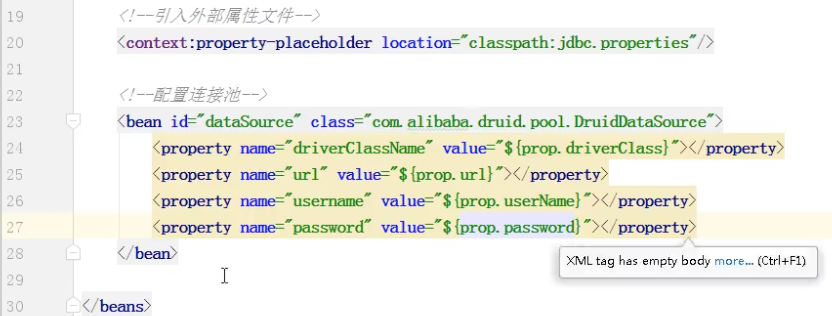 19 <!--引入外部属性文件-->
20 <context:property-placeholder location="classpath:jdbc.properties"/>
21
22 <!--配置连接池-->
23 <bean id="dataSource" class="com.alibaba.druid.pool.DruidDataSource">
24 <property name="driverClassName" value="${prop.driverClass}"></property>
25 <property name="url" value="${prop.url}"></property>
26 <property name="username" value="${prop.userName}"></property>
27 <property name="password" value="${prop.password}"></property>
28 </bean>
XML tag has empty body more... (Ctrl+F1)
29
30 </beans>